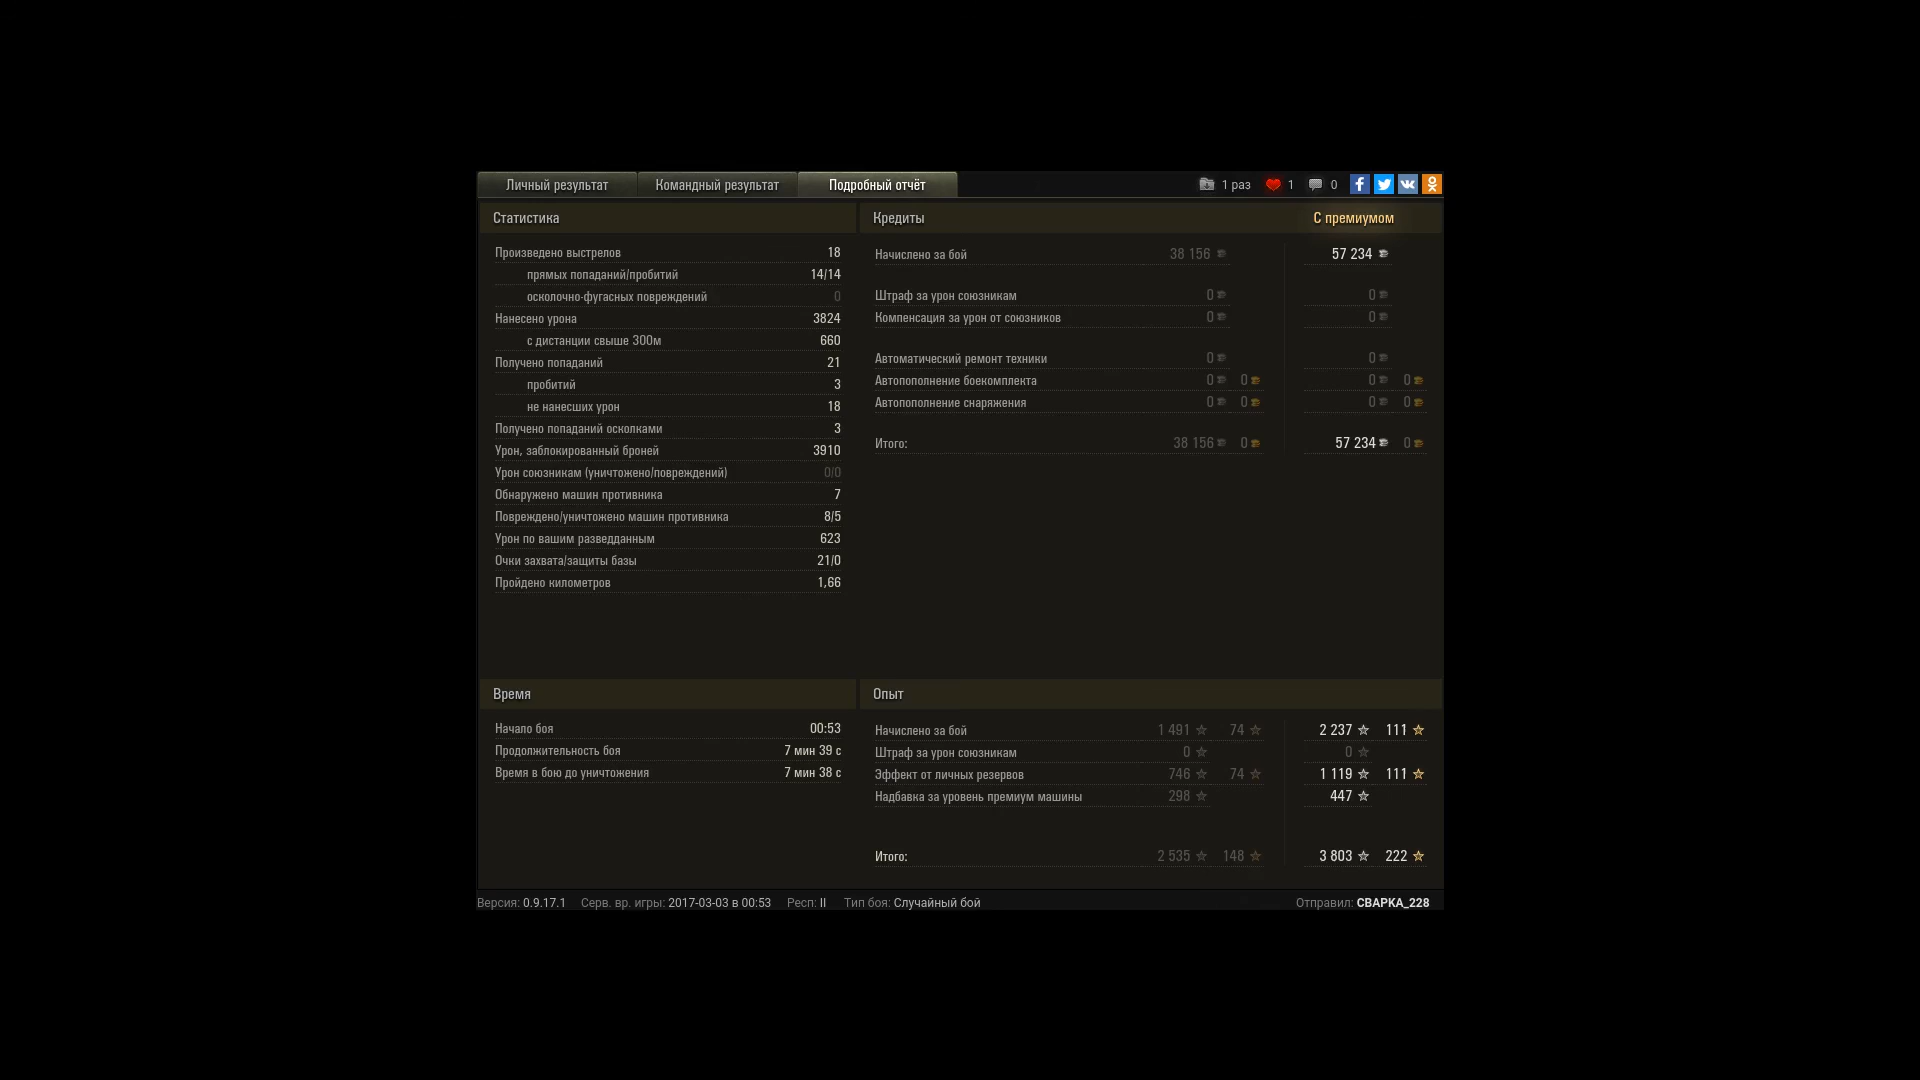 Личный результат Командный результат Подробный отчёт 1 раз 1 0
Статистика
Произведено выстрелов 18
прямых попаданий/пробитий 14/14
осколочно-фугасных повреждений 0
Нанесено урона 3824
с дистанции свыше 300м 660
Получено попаданий 21
пробитий 3
не нанесших урон 18
Получено попаданий осколками 3
Урон, заблокированный броней 3910
Урон союзникам (уничтожено/повреждений) 0/0
Обнаружено машин противника 7
Повреждено/уничтожено машин противника 8/5
Урон по вашим разведданным 623
Очки захвата/защиты базы 21/0
Пройдено километров 1,66
Кредиты С премиумом
Начислено за бой 38 156 57 234
Штраф за урон союзникам 0 0
Компенсация за урон от союзников 0 0
Автоматический ремонт техники 0 0
Автопополнение боекомплекта 0 0 0 0
Автопополнение снаряжения 0 0 0 0
Итого: 38 156 0 57 234 0
Время
Начало боя 00:53
Продолжительность боя 7 мин 39 с
Время в бою до уничтожения 7 мин 38 с
Опыт
Начислено за бой 1 491 74 2 237 111
Штраф за урон союзникам 0 0
Эффект от личных резервов 746 74 1 119 111
Надбавка за уровень премиум машины 298 447
Итого: 2 535 148 3 803 222
Версия: 0.9.17.1 Серв. вр. игры: 2017-03-03 в 00:53 Респ: II Тип боя: Случайный бой Отправил: CBAPKA_228